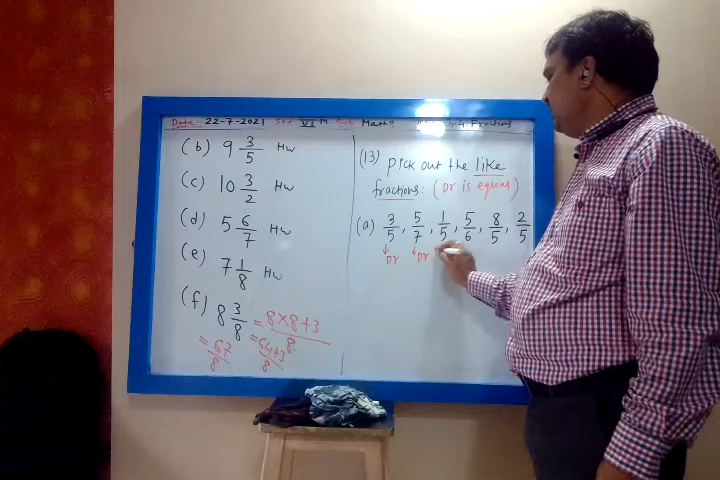 Date: 22-7-2021 Std VIth Sub Maths Ch-4-Fractions
(b) 9 3/5 Hw
(c) 10 3/2 Hw
(d) 5 6/7 Hw
(e) 7 1/8 Hw
(f) 8 3/8 = 8×8+3/8
= 67/8 = 64+3/8
(13) Pick out the like
fractions: (Dr is equal)
(a) 3/5, 5/7, 1/5, 5/6, 8/5, 2/5
Dr Dr